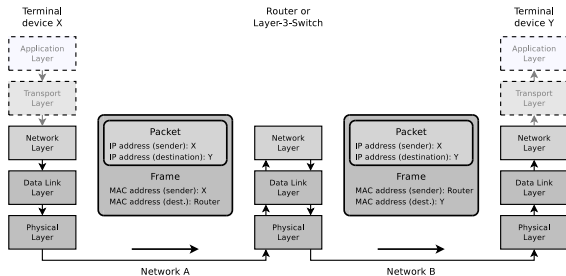 Terminal
device X
Router or
Layer-3-Switch
Terminal
device Y
Application
Layer
Transport
Layer
Network
Layer
Data Link
Layer
Physical
Layer
Packet
IP address (sender): X
IP address (destination): Y
Frame
MAC address (sender): X
MAC address (dest.): Router
Network
Layer
Data Link
Layer
Physical
Layer
Packet
IP address (sender): X
IP address (destination): Y
Frame
MAC address (sender): Router
MAC address (dest.): Y
Application
Layer
Transport
Layer
Network
Layer
Data Link
Layer
Physical
Layer
Network A
Network B